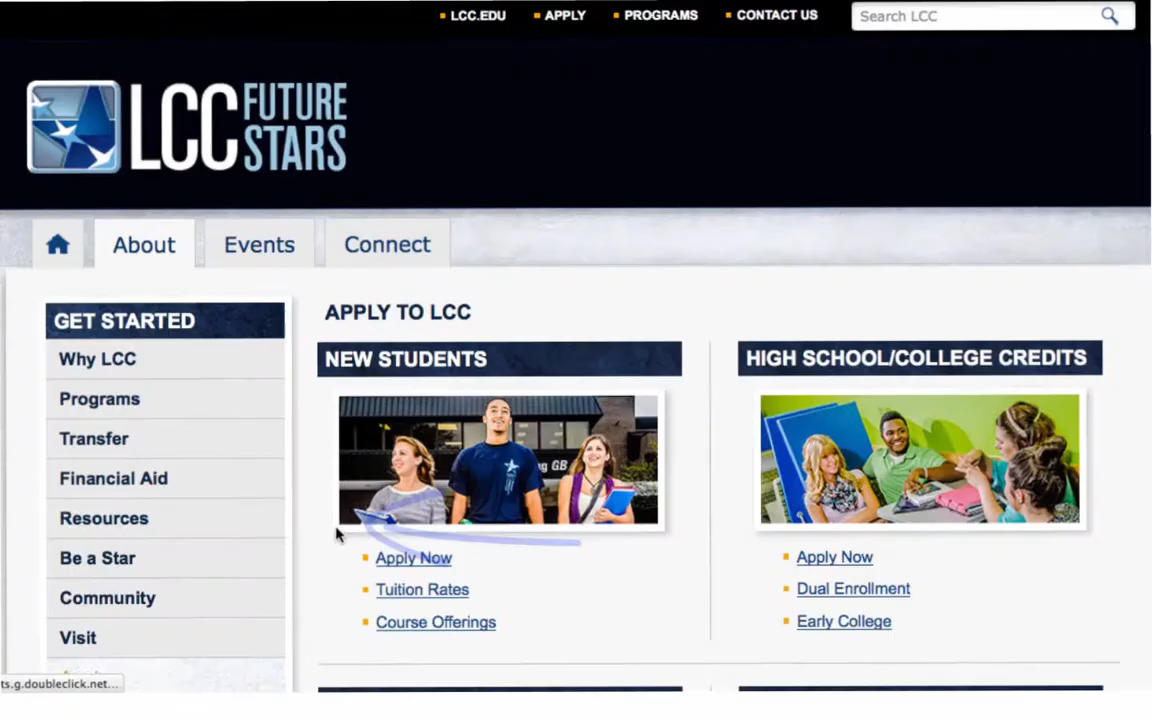 LCC.EDU APPLY PROGRAMS CONTACT US Search LCC
LCC FUTURE STARS
About Events Connect
GET STARTED
Why LCC
Programs
Transfer
Financial Aid
Resources
Be a Star
Community
Visit
APPLY TO LCC
NEW STUDENTS
Apply Now
Tuition Rates
Course Offerings
HIGH SCHOOL/COLLEGE CREDITS
Apply Now
Dual Enrollment
Early College
ts.g.doubleclick.net...